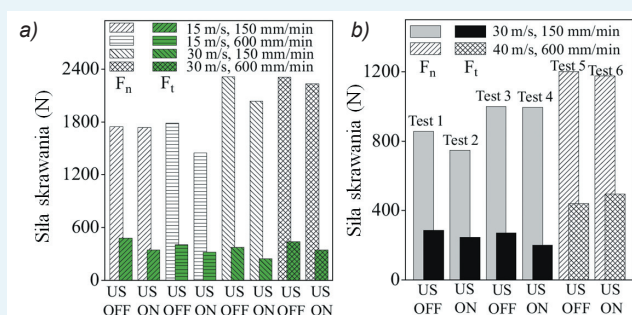 a)
15 m/s, 150 mm/min
15 m/s, 600 mm/min
30 m/s, 150 mm/min
30 m/s, 600 mm/min
Fn Ft
Siła skrawania (N)
2400
1800
1200
600
0
US OFF
US ON
US OFF
US ON
US OFF
US ON
US OFF
US ON
b)
30 m/s, 150 mm/min
40 m/s, 600 mm/min
Fn Ft
Siła skrawania (N)
1200
800
400
0
Test 1
Test 2
Test 3
Test 4
Test 5
Test 6
US OFF
US ON
US OFF
US ON
US OFF
US ON